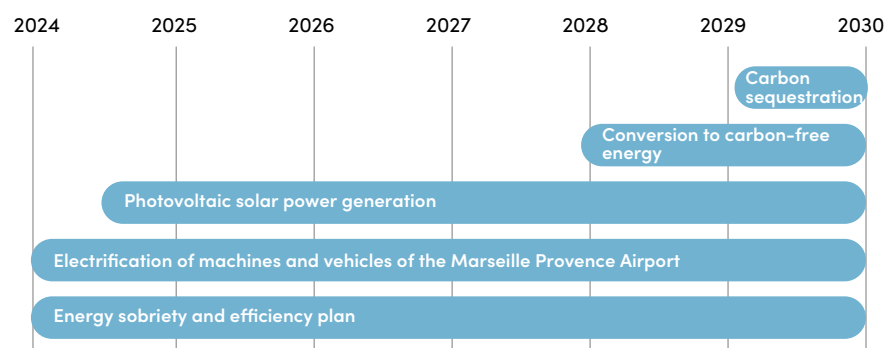 2024 2025 2026 2027 2028 2029 2030
Carbon
sequestration
Conversion to carbon-free
energy
Photovoltaic solar power generation
Electrification of machines and vehicles of the Marseille Provence Airport
Energy sobriety and efficiency plan